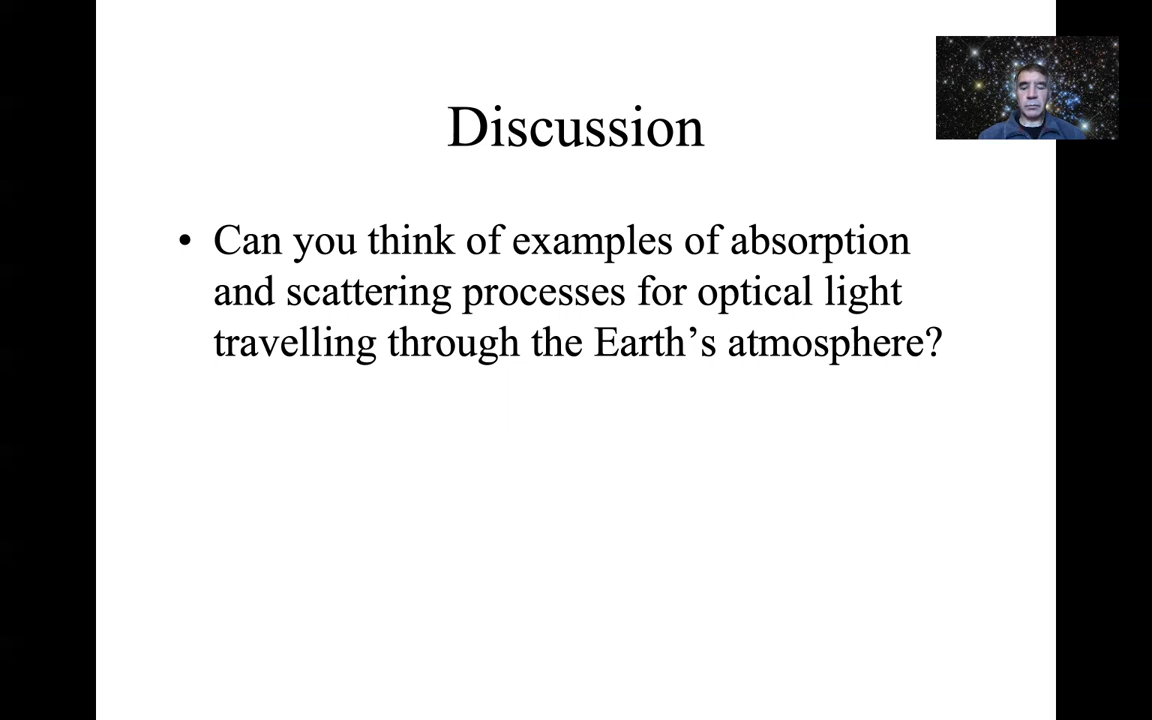 Discussion
• Can you think of examples of absorption
and scattering processes for optical light
travelling through the Earth’s atmosphere?